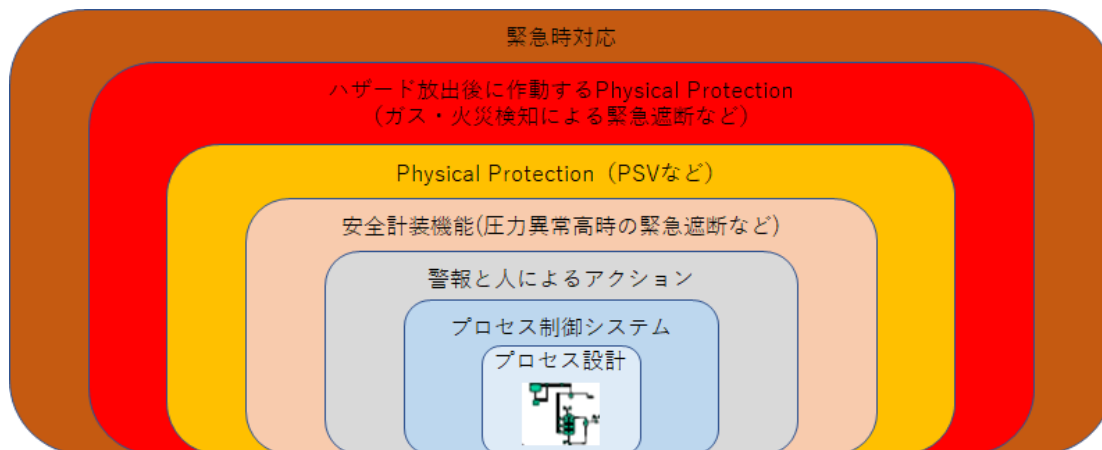 緊急時対応
ハザード放出後に作動するPhysical Protection
（ガス・火災検知による緊急遮断など）
Physical Protection（PSVなど）
安全計装機能(圧力異常高時の緊急遮断など)
警報と人によるアクション
プロセス制御システム
プロセス設計